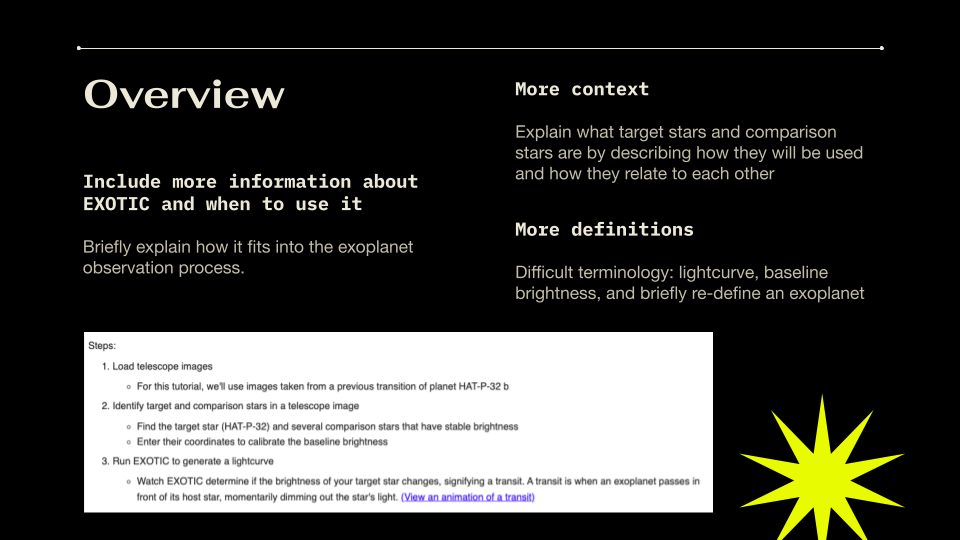 Overview
Include more information about
EXOTIC and when to use it
Briefly explain how it fits into the exoplanet
observation process.
More context
Explain what target stars and comparison
stars are by describing how they will be used
and how they relate to each other
More definitions
Difficult terminology: lightcurve, baseline
brightness, and briefly re-define an exoplanet
Steps:
1. Load telescope images
For this tutorial, we'll use images taken from a previous transition of planet HAT-P-32 b
2. Identify target and comparison stars in a telescope image
Find the target star (HAT-P-32) and several comparison stars that have stable brightness
Enter their coordinates to calibrate the baseline brightness
3. Run EXOTIC to generate a lightcurve
Watch EXOTIC determine if the brightness of your target star changes, signifying a transit. A transit is when an exoplanet passes in
front of its host star, momentarily dimming out the star's light. (View an animation of a transit)